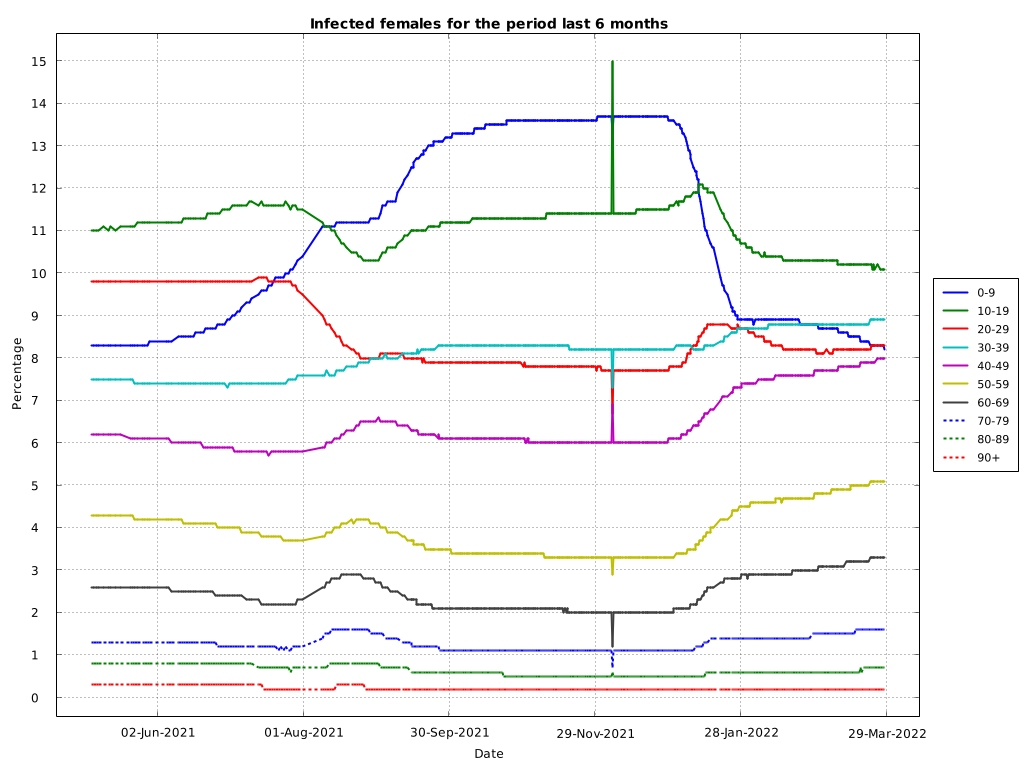 Infected females for the period last 6 months
Percentage
15
14
13
12
11
10
9
8
7
6
5
4
3
2
1
0
02-Jun-2021
01-Aug-2021
30-Sep-2021
29-Nov-2021
28-Jan-2022
29-Mar-2022
Date
0-9
10-19
20-29
30-39
40-49
50-59
60-69
70-79
80-89
90+